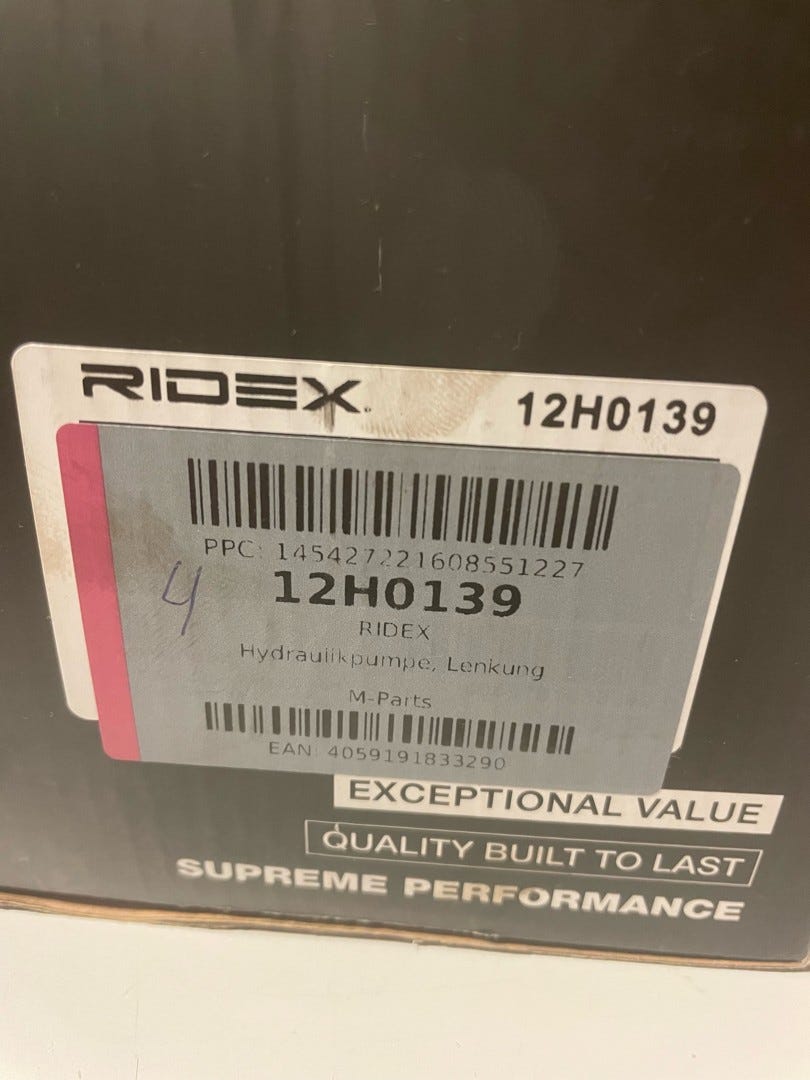 RIDEX. 12H0139
PPC: 145427221608551227
4
12H0139
RIDEX
Hydraulikpumpe, Lenkung
M-Parts
EAN: 4059191833290
EXCEPTIONAL VALUE
QUALITY BUILT TO LAST
SUPREME PERFORMANCE